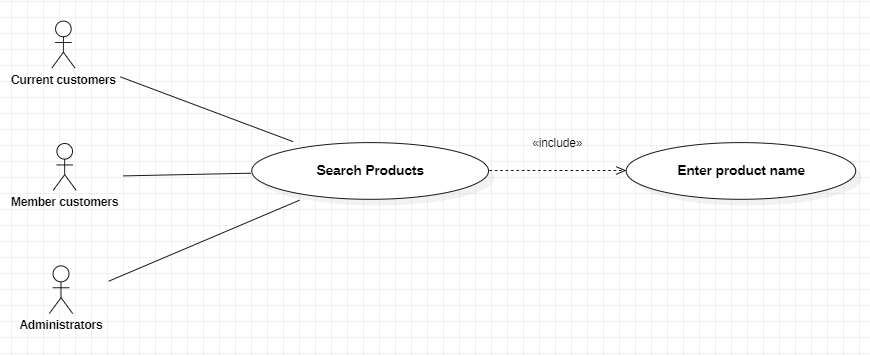 Current customers
«include»
Member customers
Search Products
Enter product name
Administrators